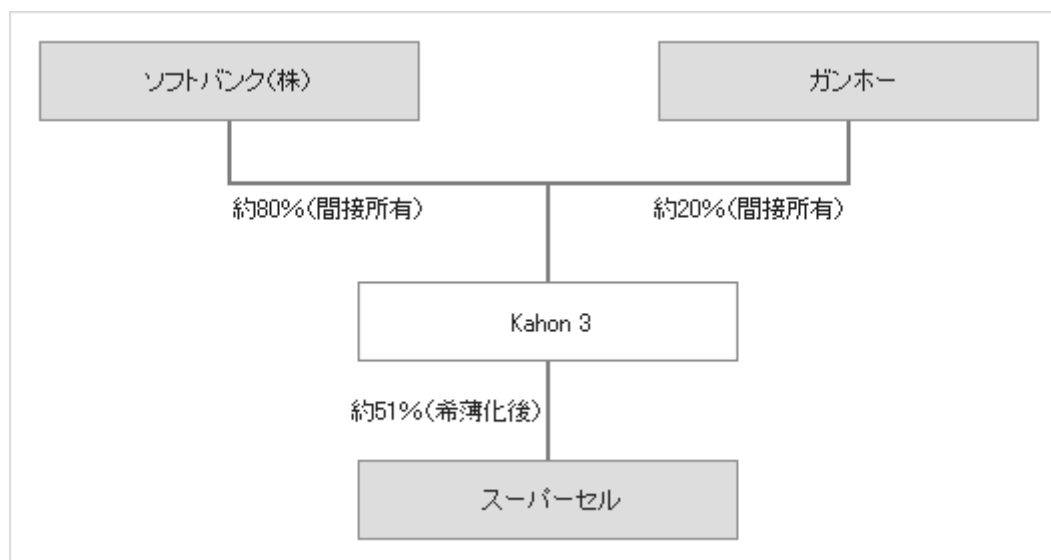 ソフトバンク(株)
ガンホー
約80%(間接所有)
約20%(間接所有)
Kahon 3
約51%(希薄化後)
スーパーセル